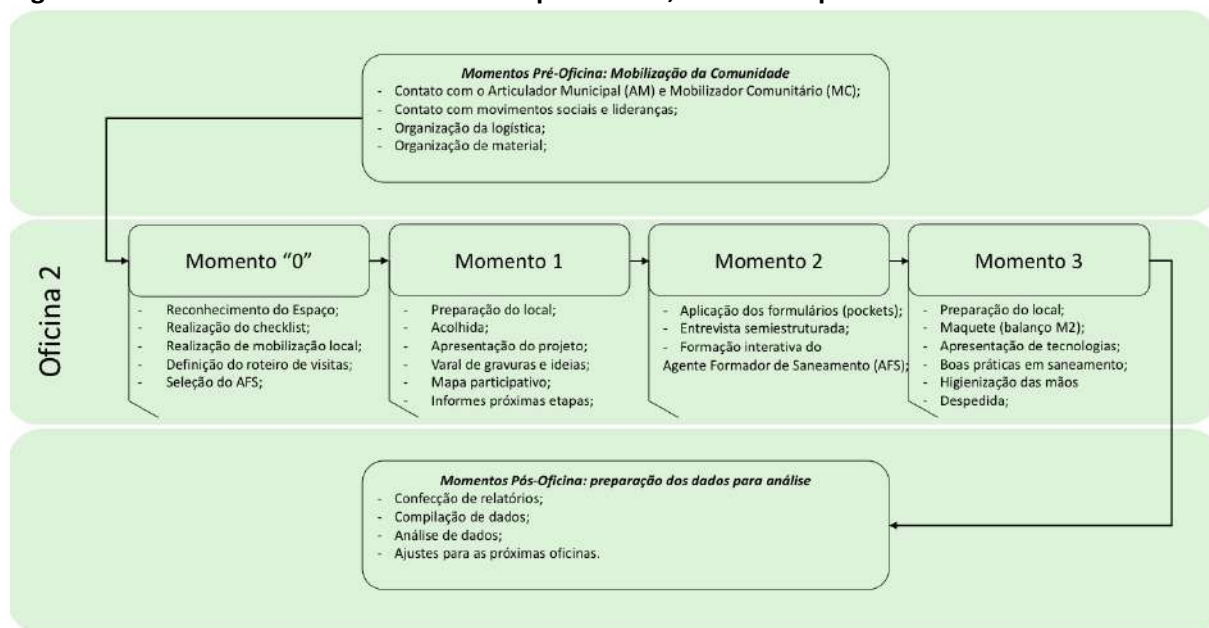 Momentos Pré-Oficina: Mobilização da Comunidade
- Contato com o Articulador Municipal (AM) e Mobilizador Comunitário (MC);
- Contato com movimentos sociais e lideranças;
- Organização da logística;
- Organização de material;
Oficina 2
Momento “0”
- Reconhecimento do Espaço;
- Realização do checklist;
- Realização de mobilização local;
- Definição do roteiro de visitas;
- Seleção do AFS;
Momento 1
- Preparação do local;
- Acolhida;
- Apresentação do projeto;
- Varal de gravuras e ideias;
- Mapa participativo;
- Informes próximas etapas;
Momento 2
- Aplicação dos formulários (pockets);
- Entrevista semiestruturada;
- Formação interativa do
Agente Formador de Saneamento (AFS);
Momento 3
- Preparação do local;
- Maquete (balanço M2);
- Apresentação de tecnologias;
- Boas práticas em saneamento;
- Higienização das mãos
- Despedida;
Momentos Pós-Oficina: preparação dos dados para análise
- Confecção de relatórios;
- Compilação de dados;
- Análise de dados;
- Ajustes para as próximas oficinas.